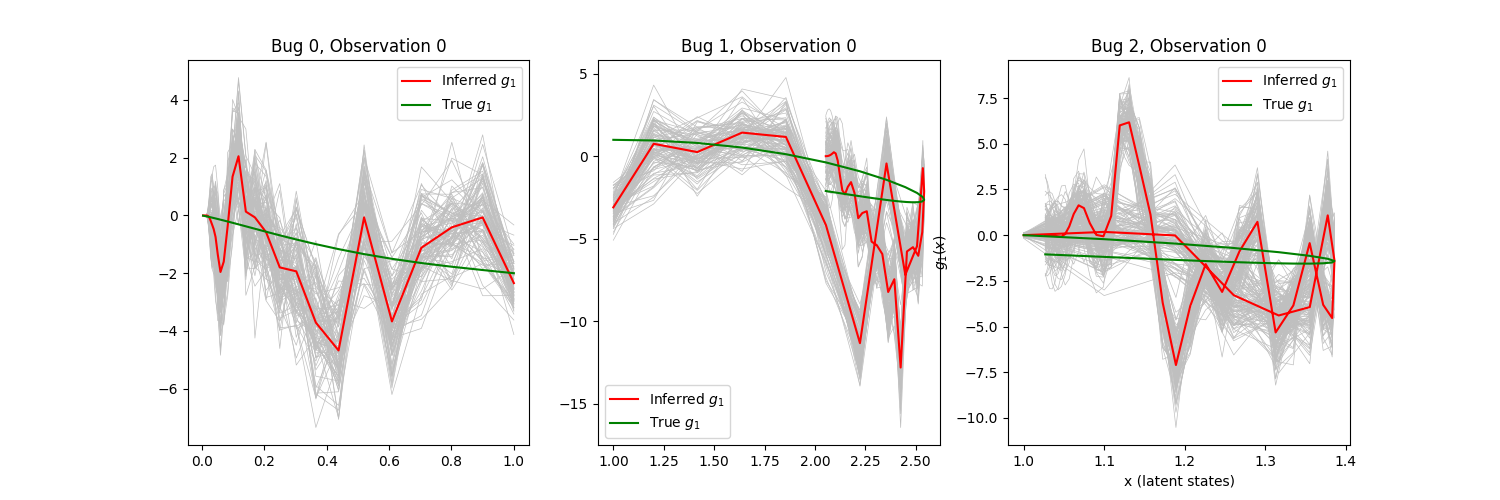 Bug 0, Observation 0
Inferred g₁
True g₁
4
2
0
−2
−4
−6
0.0 0.2 0.4 0.6 0.8 1.0
Bug 1, Observation 0
5
0
−5
−10
−15
Inferred g₁
True g₁
1.00 1.25 1.50 1.75 2.00 2.25 2.50
Bug 2, Observation 0
Inferred g₁
True g₁
g₁(x)
7.5
5.0
2.5
0.0
−2.5
−5.0
−7.5
−10.0
1.0 1.1 1.2 1.3 1.4
x (latent states)